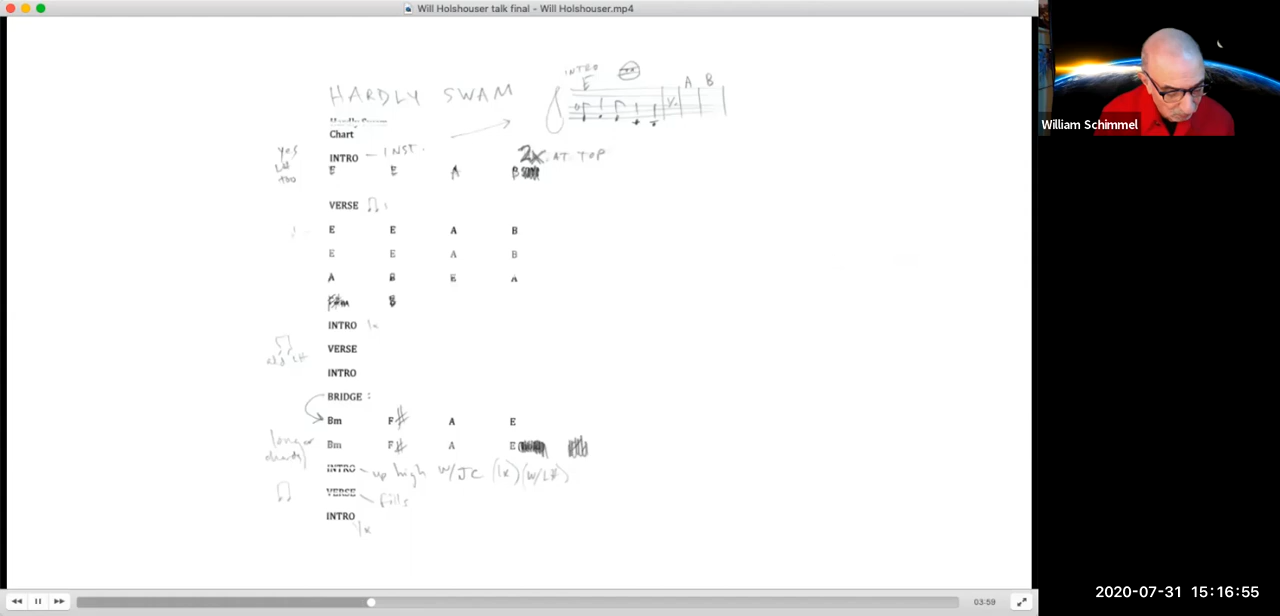 Will Holshouser talk final - Will Holshouser.mp4
HARDLY SWAM
INTRO
E A B
Chart
yes
INTRO – INST.
2X AT TOP
E E A B
VERSE
E E A B
E E A B
A B E A
F#m B
INTRO 1x
VERSE
INTRO
BRIDGE :
Bm F# A E
longer
Bm F# A E
INTRO – up high w/JC (1x) (w/LH)
VERSE – fills
INTRO
1x
03:59
William Schimmel
2020-07-31 15:16:55